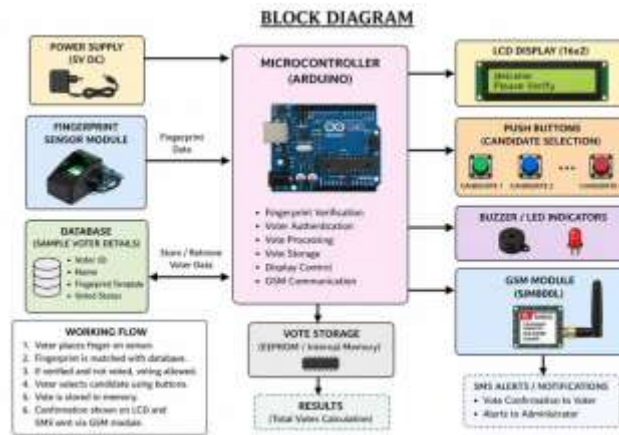 BLOCK DIAGRAM
POWER SUPPLY
(5V DC)
FINGERPRINT
SENSOR MODULE
Fingerprint
Data
DATABASE
(SAMPLE VOTER DETAILS)
• Voter ID
• Name
• Fingerprint Template
• Voted Status
Store / Retrieve
Voter Data
WORKING FLOW
1. Voter places finger on sensor.
2. Fingerprint is matched with database.
3. If verified and not voted, voting allowed.
4. Voter selects candidate using buttons.
5. Vote is stored in memory.
6. Confirmation shown on LCD and
SMS sent via GSM module.
MICROCONTROLLER
(ARDUINO)
• Fingerprint Verification
• Voter Authentication
• Vote Processing
• Vote Storage
• Display Control
• GSM Communication
VOTE STORAGE
(EEPROM / Internal Memory)
RESULTS
(Total Votes Calculation)
LCD DISPLAY (16x2)
Welcome
Please Verify
PUSH BUTTONS
(CANDIDATE SELECTION)
CANDIDATE 1
CANDIDATE 2
...
CANDIDATE
BUZZER / LED INDICATORS
GSM MODULE
(SIM800L)
SMS ALERTS / NOTIFICATIONS
• Vote Confirmation to Voter
• Alerts to Administrator